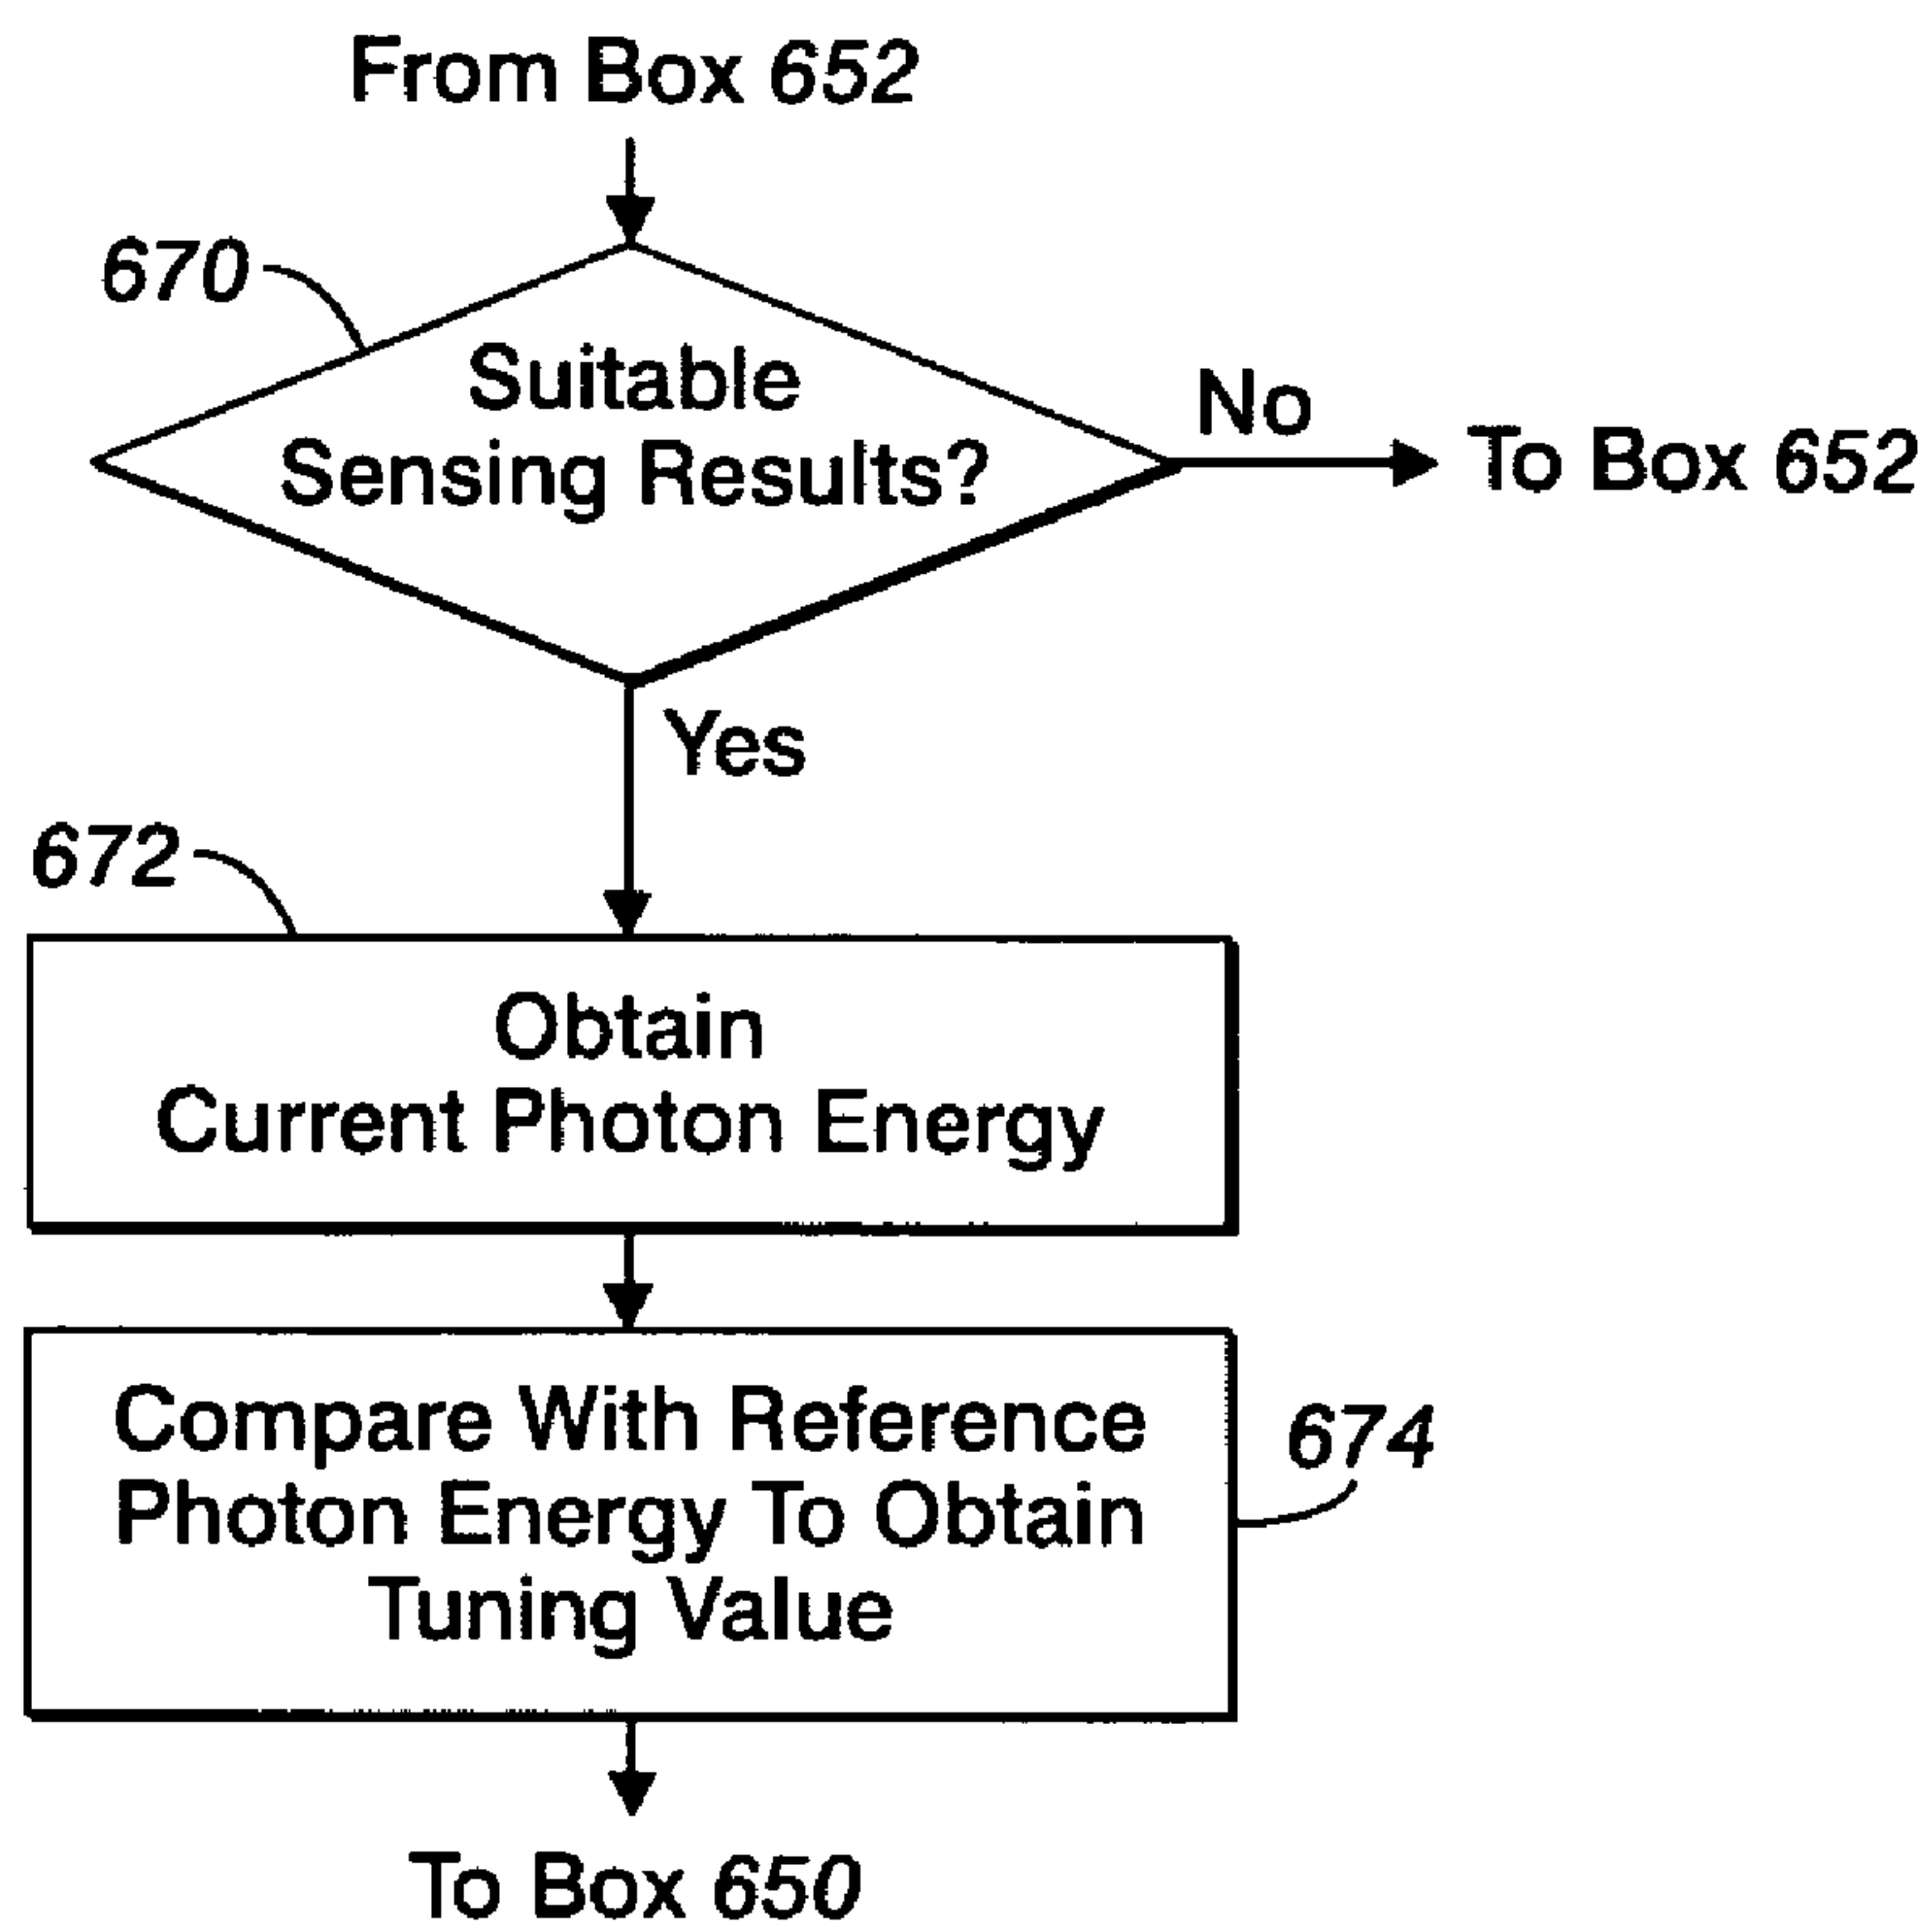 From Box 652
670
Suitable
Sensing Results?
No
To Box 652
Yes
672
Obtain
Current Photon Energy
Compare With Reference
Photon Energy To Obtain
Tuning Value
674
To Box 650